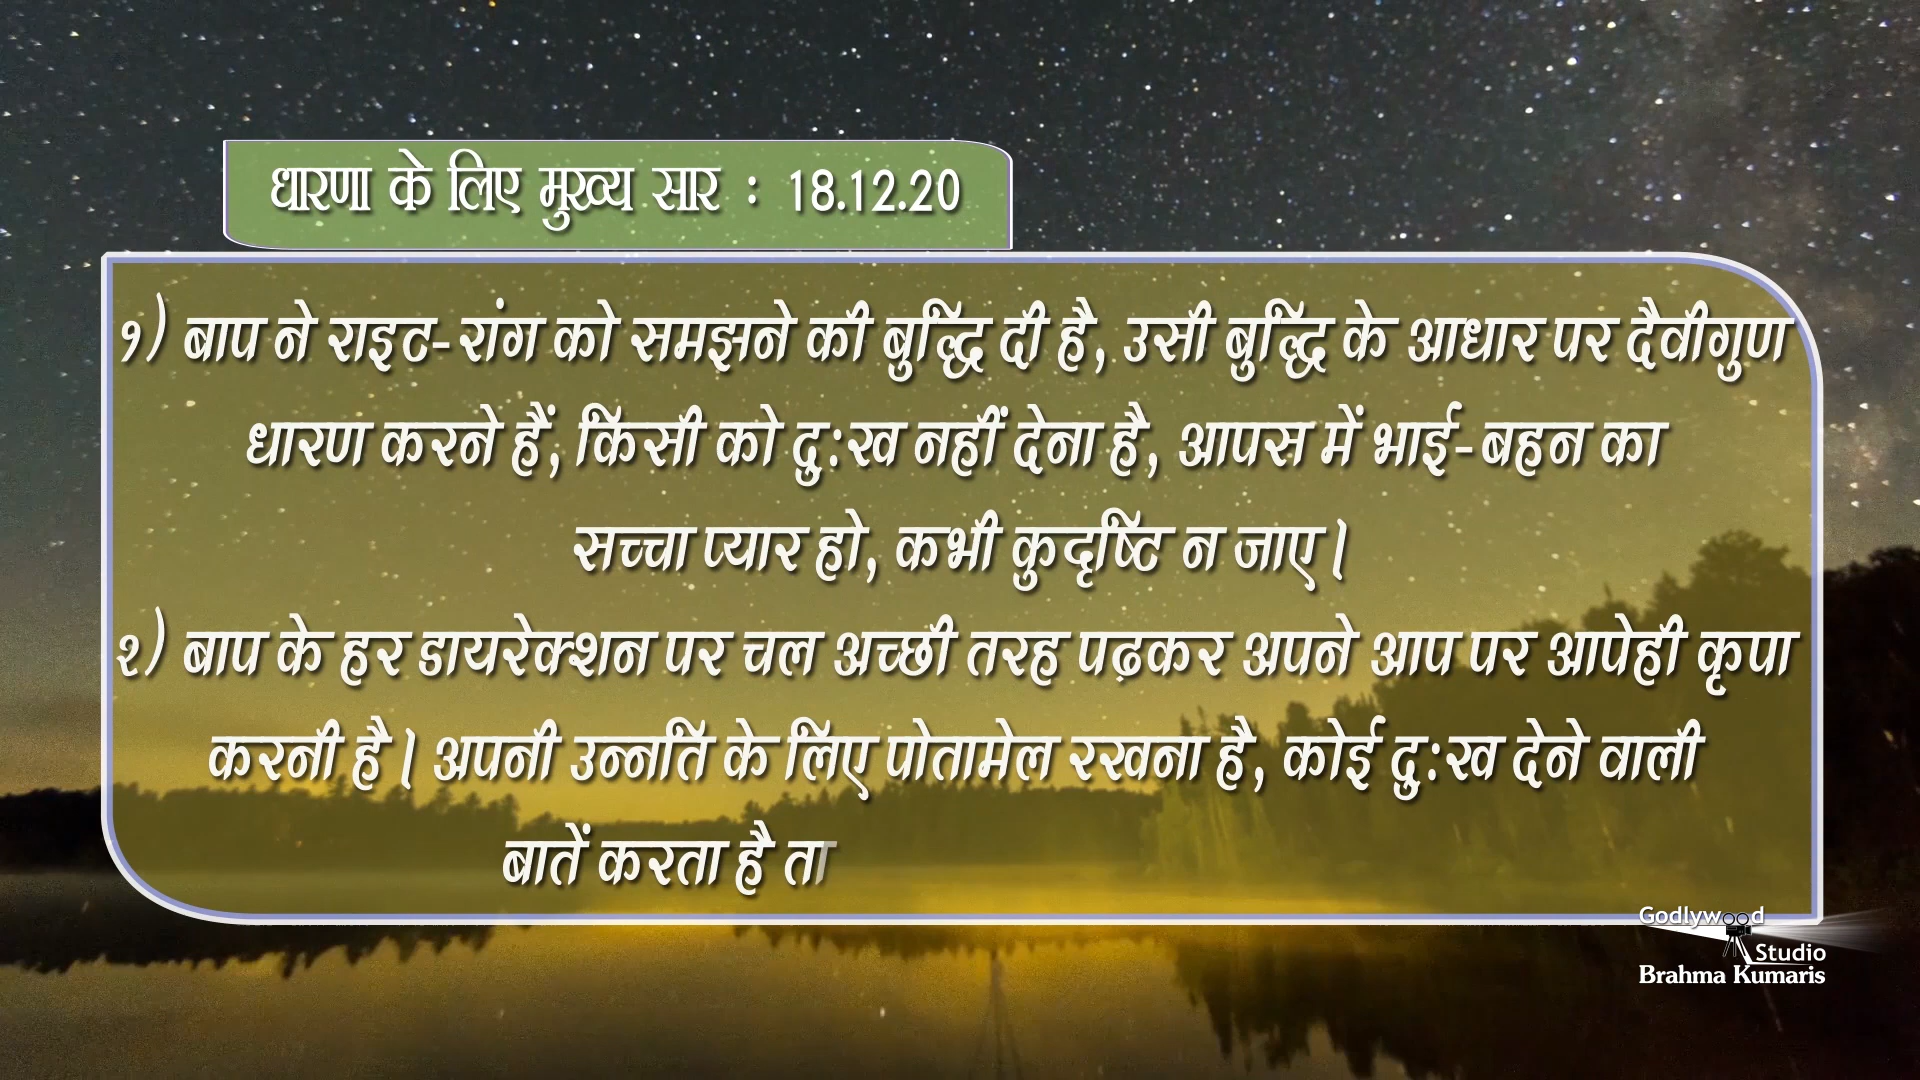 धारणा के लिए मुख्य सार : 18.12.20
१) बाप ने राइट-रांग को समझने की बुद्धि दी है, उसी बुद्धि के आधार पर दैवीगुण
धारण करने हैं, किसी को दु:ख नहीं देना है, आपस में भाई-बहन का
सच्चा प्यार हो, कभी कुदृष्टि न जाए।
२) बाप के हर डायरेक्शन पर चल अच्छी तरह पढ़कर अपने आप पर आपेही कृपा
करनी है। अपनी उन्नति के लिए पोतामेल रखना है, कोई दु:ख देने वाली
बातें करता है ता
Godlywood
Studio
Brahma Kumaris